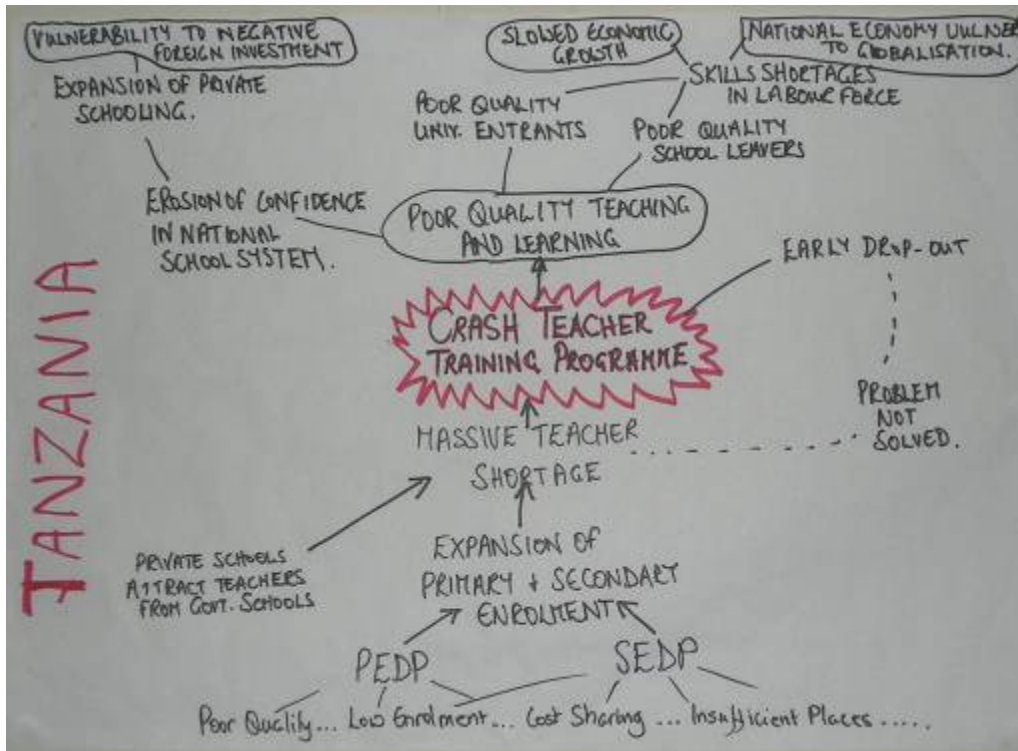 VULNERABILITY TO NEGATIVE
FOREIGN INVESTMENT
EXPANSION OF PRIVATE
SCHOOLING.
EROSION OF CONFIDENCE
IN NATIONAL
SCHOOL SYSTEM.
SLOWED ECONOMIC
GROWTH
NATIONAL ECONOMY VULNER
TO GLOBALISATION.
SKILLS SHORTAGES
IN LABOUR FORCE
POOR QUALITY
UNIV. ENTRANTS
POOR QUALITY
SCHOOL LEAVERS
POOR QUALITY TEACHING
AND LEARNING
EARLY DROP-OUT
CRASH TEACHER
TRAINING PROGRAMME
PROBLEM
NOT
SOLVED.
MASSIVE TEACHER
SHORTAGE
TANZANIA
PRIVATE SCHOOLS
ATTRACT TEACHERS
FROM GOVT. SCHOOLS
EXPANSION OF
PRIMARY + SECONDARY
ENROLMENT
PEDP
SEDP
Poor Quality... Low Enrolment... Cost Sharing ... Insufficient Places .....